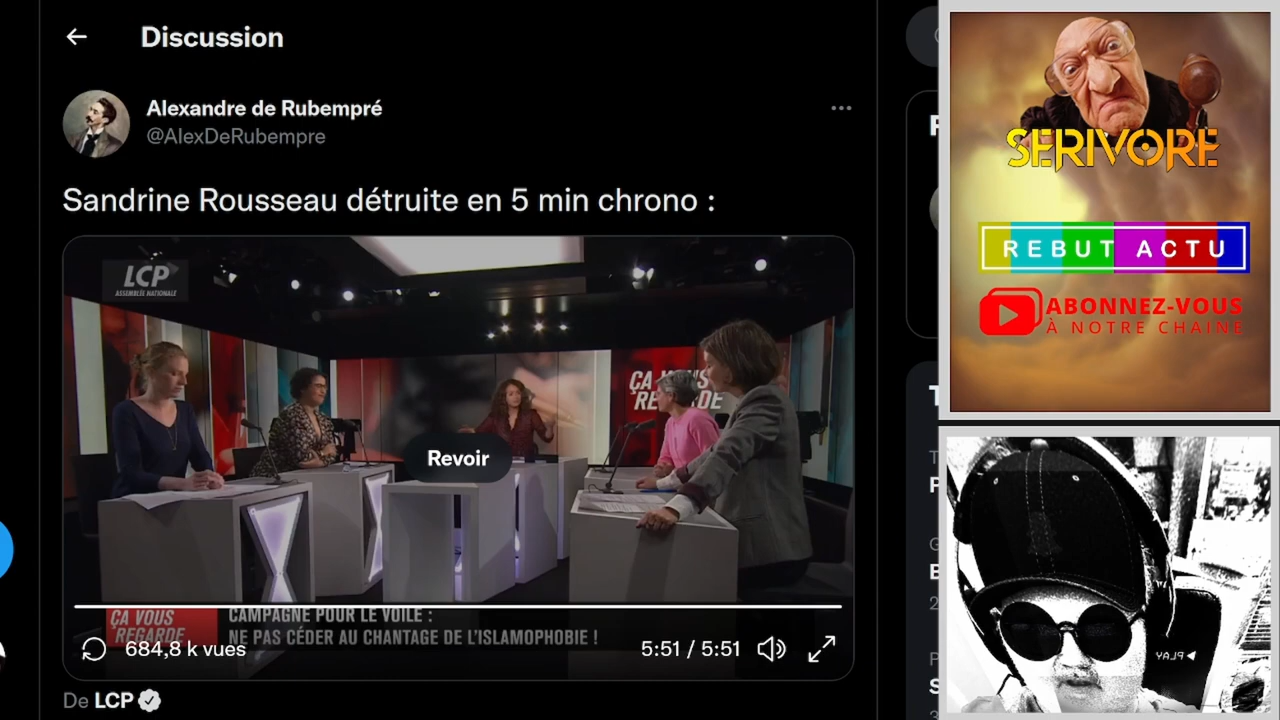 Discussion
Alexandre de Rubempré
@AlexDeRubempre
Sandrine Rousseau détruite en 5 min chrono :
LCP
ASSEMBLÉE NATIONALE
ÇA VOUS
REGARDE
Revoir
ÇA VOUS
REGARDE
CAMPAGNE POUR LE VOILE :
NE PAS CÉDER AU CHANTAGE DE L'ISLAMOPHOBIE !
684,8 k vues
5:51 / 5:51
De LCP
SERIVORE
REBUT ACTU
ABONNEZ-VOUS
À NOTRE CHAINE
PLAY